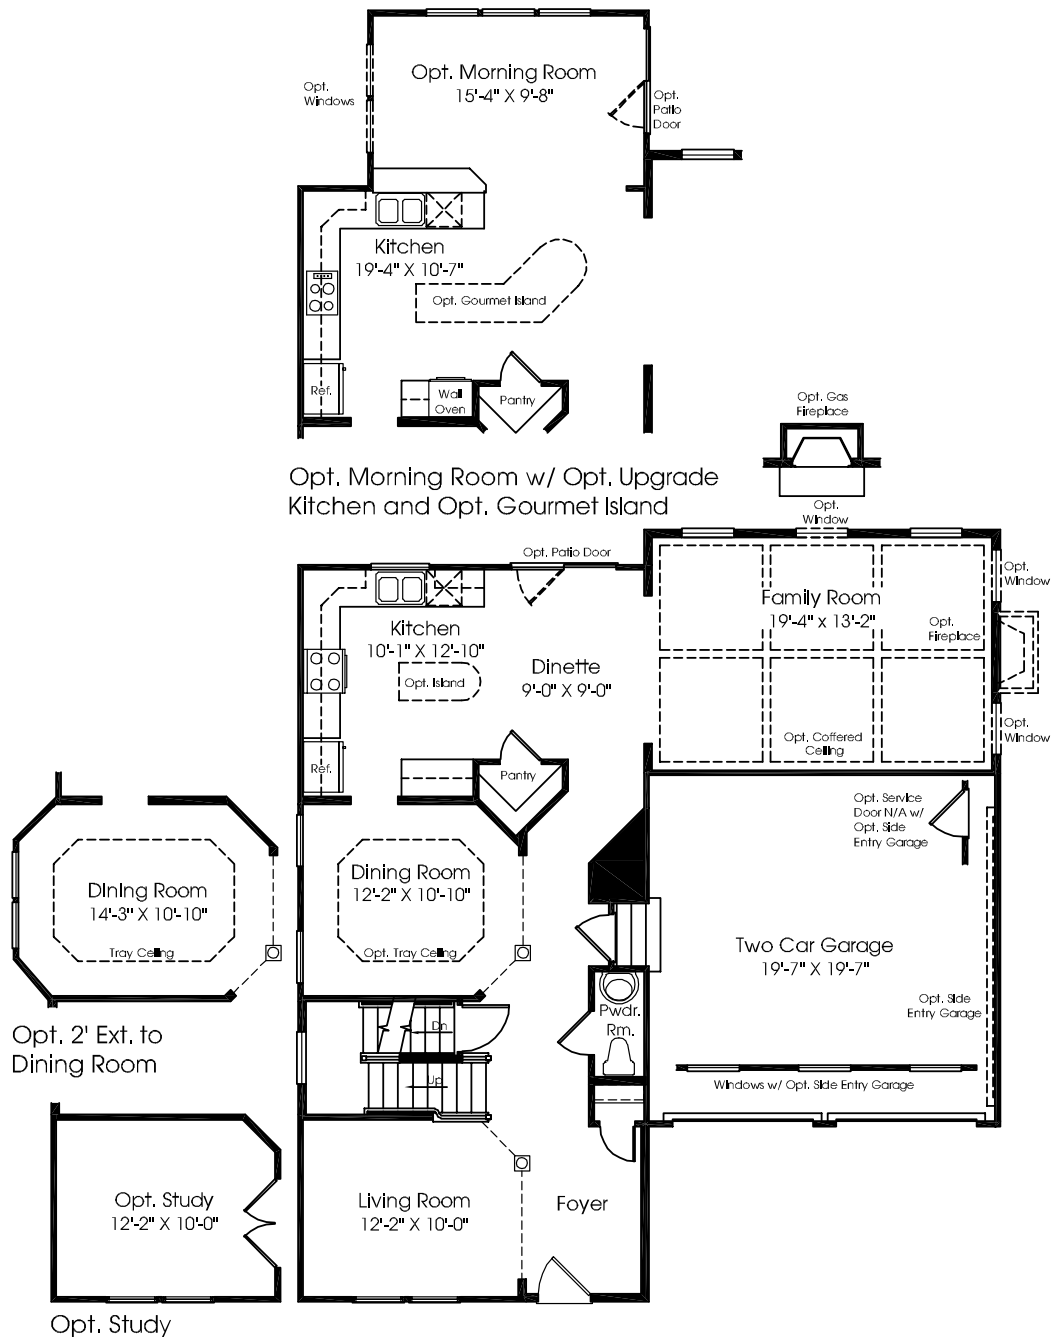 Opt. Morning Room
15'-4" X 9'-8"
Opt.
Windows
Opt.
Patio
Door
Kitchen
19'-4" X 10'-7"
Opt. Gourmet Island
Ref.
Wall
Oven
Pantry
Opt. Morning Room w/ Opt. Upgrade
Kitchen and Opt. Gourmet Island
Opt. Gas
Fireplace
Opt.
Window
Opt. Patio Door
Family Room
19'-4" x 13'-2"
Opt.
Window
Opt.
Fireplace
Opt.
Window
Opt. Coffered
Ceiling
Kitchen
10'-1" X 12'-10"
Opt. Island
Dinette
9'-0" X 9'-0"
Ref.
Pantry
Opt. Service
Door N/A w/
Opt. Side
Entry Garage
Dining Room
14'-3" X 10'-10"
Tray Ceiling
Opt. 2' Ext. to
Dining Room
Dining Room
12'-2" X 10'-10"
Opt. Tray Ceiling
Two Car Garage
19'-7" X 19'-7"
Opt. Side
Entry Garage
Pwdr.
Rm.
Dn
Up
Windows w/ Opt. Side Entry Garage
Opt. Study
12'-2" X 10'-0"
Opt. Study
Living Room
12'-2" X 10'-0"
Foyer